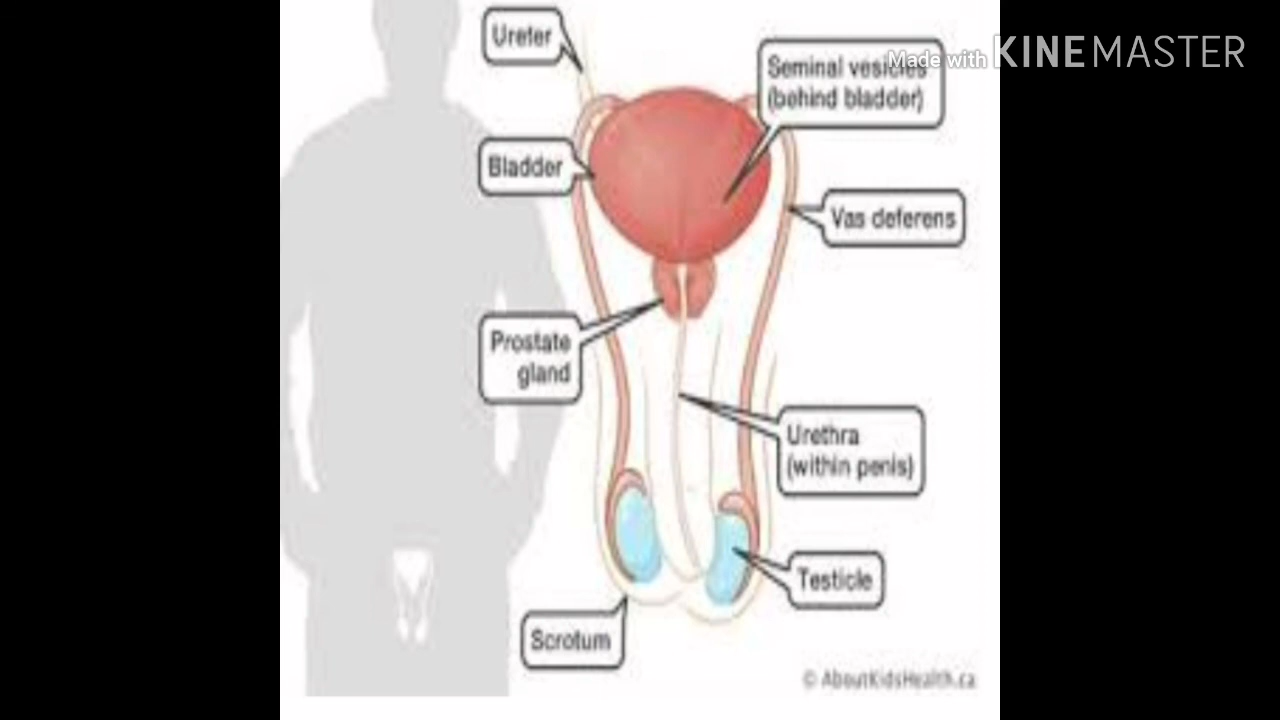 Ureter
Made with KINEMASTER
Seminal vesicles
(behind bladder)
Bladder
Vas deferens
Prostate
gland
Urethra
(within penis)
Testicle
Scrotum
© AboutKidsHealth.ca